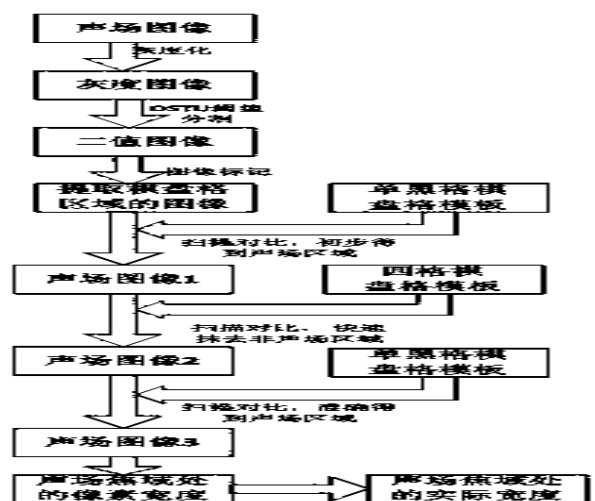 声场图像
灰度化
灰度图像
OSTU阈值
分割
二值图像
图像标记
提取棋盘格
区域的图像
单黑格棋
盘格模板
扫描对比，初步得
到声场区域
声场图像1
四格棋
盘格模板
扫描对比，快速
抹去非声场区域
声场图像2
单黑格棋
盘格模板
扫描对比，准确得
到声场区域
声场图像3
声场焦域处
的像素宽度
声场焦域处
的实际宽度